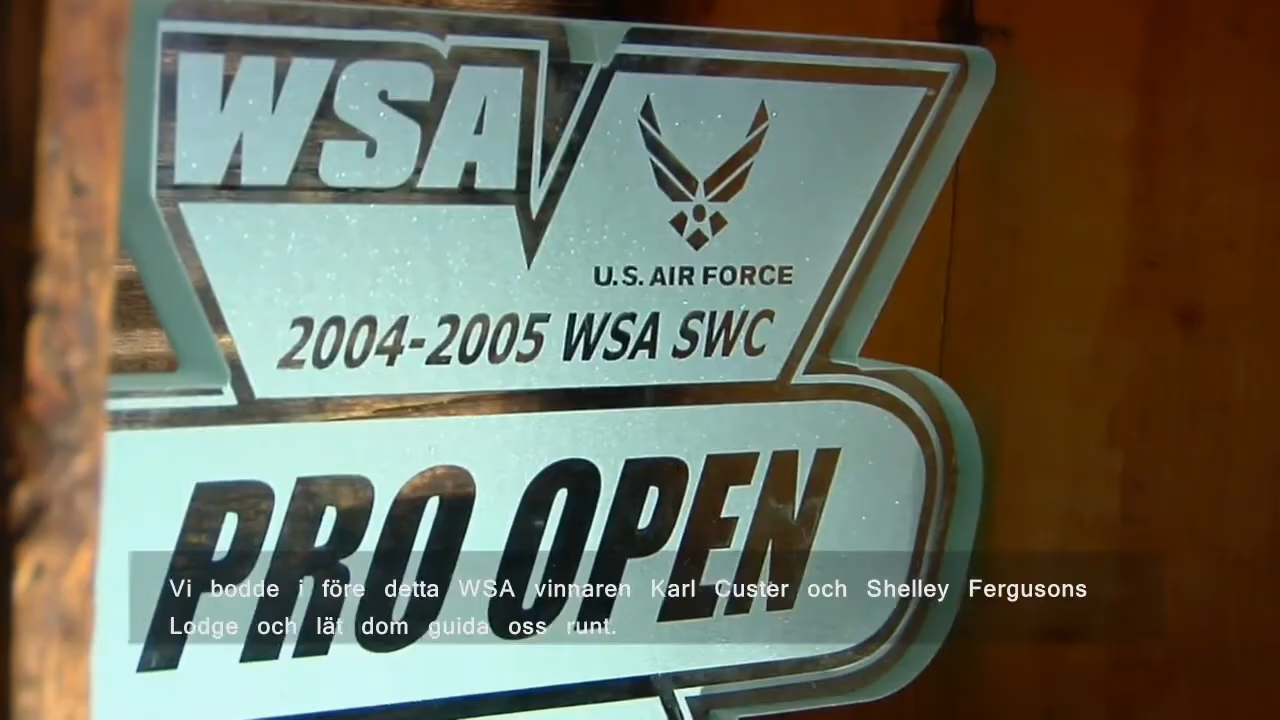 WSA
U.S. AIR FORCE
2004-2005 WSA SWC
PRO OPEN
Vi bodde i före detta WSA vinnaren Karl Custer och Shelley Fergusons
Lodge och lät dom guida oss runt.